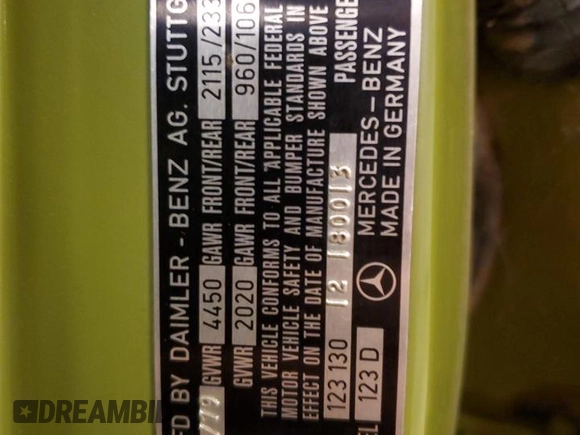 FD BY DAIMLER - BENZ AG. STUTTG
GVWR 4450 GAWR FRONT/REAR 2115/233
GVWR 2020 GAWR FRONT/REAR 960/106
THIS VEHICLE CONFORMS TO ALL APPLICABLE FEDERAL
MOTOR VEHICLE SAFETY AND BUMPER STANDARDS IN
EFFECT ON THE DATE OF MANUFACTURE SHOWN ABOVE
123 130 12 180013 PASSENGE
EL 123 D MERCEDES-BENZ
MADE IN GERMANY
DREAMBI